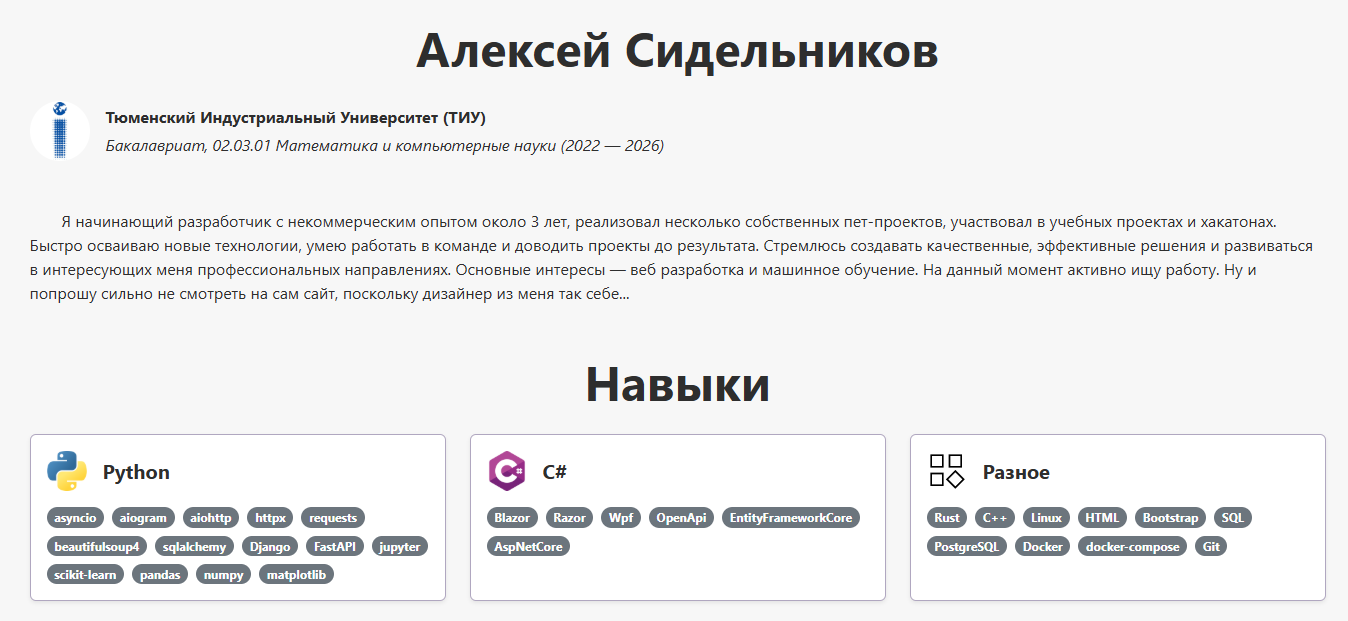 Алексей Сидельников
Тюменский Индустриальный Университет (ТИУ)
Бакалавриат, 02.03.01 Математика и компьютерные науки (2022 — 2026)
Я начинающий разработчик с некоммерческим опытом около 3 лет, реализовал несколько собственных пет-проектов, участвовал в учебных проектах и хакатонах.
Быстро осваиваю новые технологии, умею работать в команде и доводить проекты до результата. Стремлюсь создавать качественные, эффективные решения и развиваться
в интересующих меня профессиональных направлениях. Основные интересы — веб разработка и машинное обучение. На данный момент активно ищу работу. Ну и
попрошу сильно не смотреть на сам сайт, поскольку дизайнер из меня так себе...
Навыки
Python
asyncio aiogram aiohttp httpx requests
beautifulsoup4 sqlalchemy Django FastAPI jupyter
scikit-learn pandas numpy matplotlib
C#
Blazor Razor Wpf OpenApi EntityFrameworkCore
AspNetCore
Разное
Rust C++ Linux HTML Bootstrap SQL
PostgreSQL Docker docker-compose Git